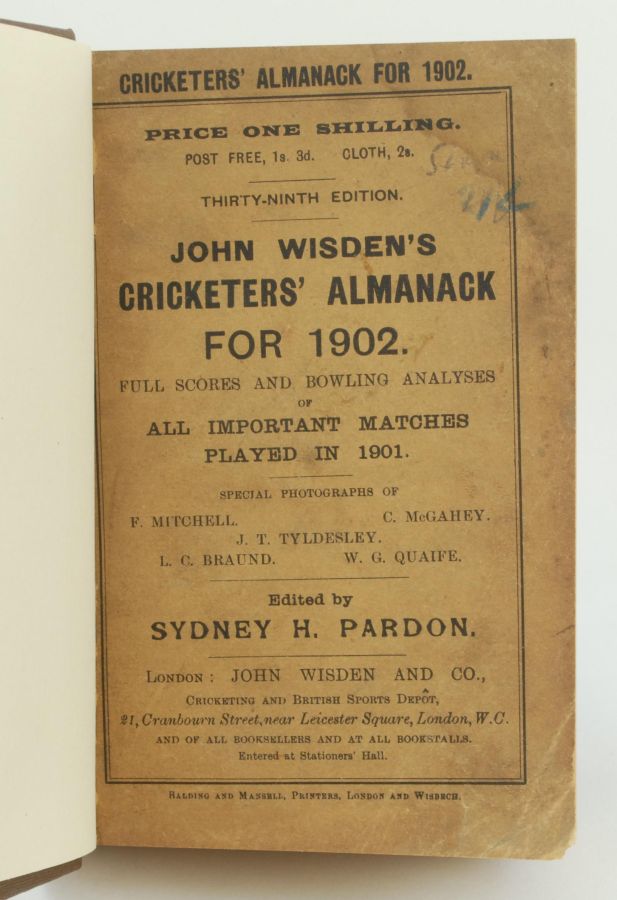 CRICKETERS' ALMANACK FOR 1902.
PRICE ONE SHILLING.
POST FREE, 1s. 3d. CLOTH, 2s.
THIRTY-NINTH EDITION.
JOHN WISDEN'S
CRICKETERS' ALMANACK
FOR 1902.
FULL SCORES AND BOWLING ANALYSES
OF
ALL IMPORTANT MATCHES
PLAYED IN 1901.
SPECIAL PHOTOGRAPHS OF
F. MITCHELL. C. McGAHEY.
J. T. TYLDESLEY.
L. C. BRAUND. W. G. QUAIFE.
Edited by
SYDNEY H. PARDON.
LONDON: JOHN WISDEN AND CO.,
CRICKETING AND BRITISH SPORTS DEPÔT,
21, Cranbourn Street, near Leicester Square, London, W.C.
AND OF ALL BOOKSELLERS AND AT ALL BOOKSTALLS.
Entered at Stationers' Hall.
BALDING AND MANSELL, PRINTERS, LONDON AND WISBECH.